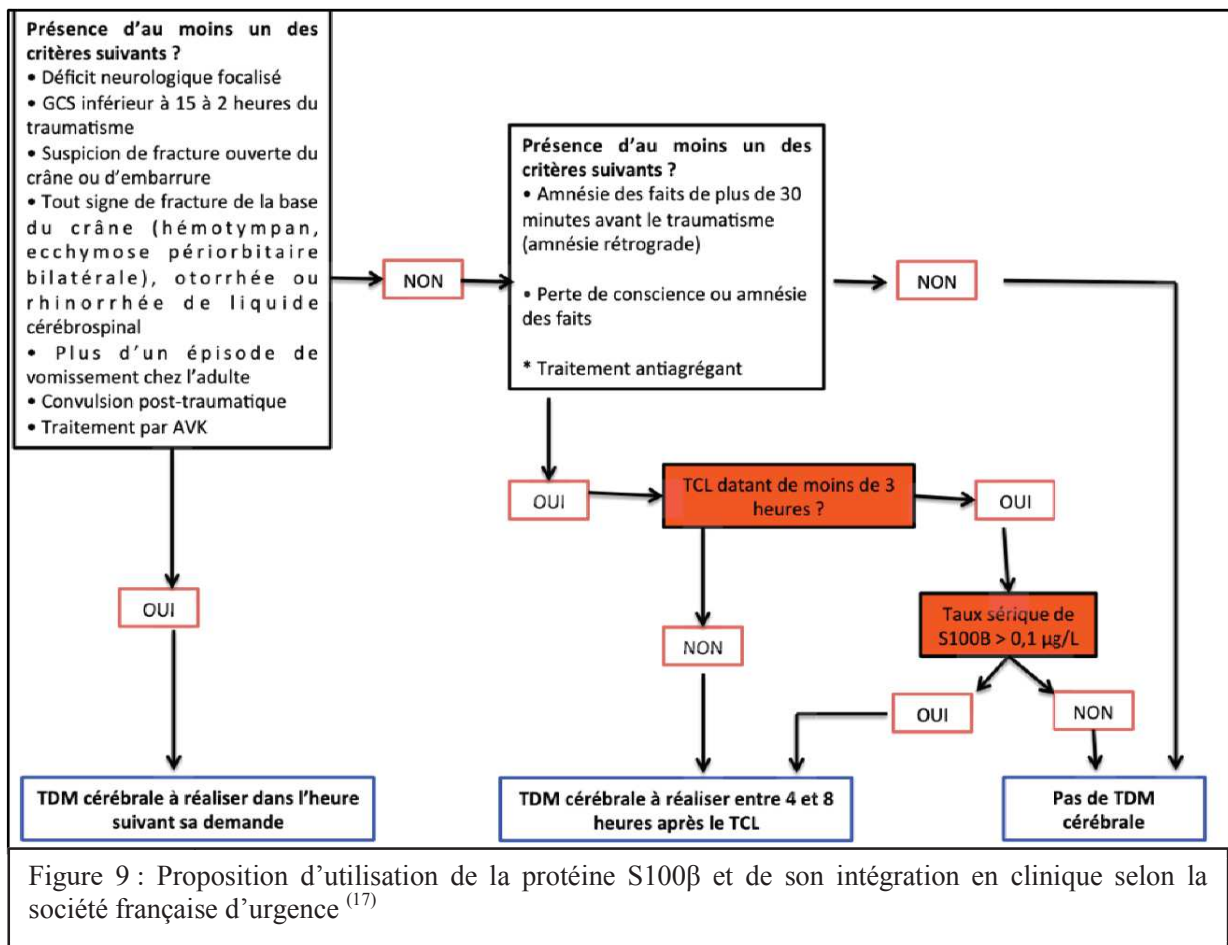 Présence d'au moins un des
critères suivants ?
• Déficit neurologique focalisé
• GCS inférieur à 15 à 2 heures du
traumatisme
• Suspicion de fracture ouverte du
crâne ou d'embarrure
• Tout signe de fracture de la base
du crâne (hémotympan,
ecchymose périorbitaire
bilatérale), otorrhée ou
rhinorrhée de liquide
cérébrospinal
• Plus d'un épisode de
vomissement chez l'adulte
• Convulsion post-traumatique
• Traitement par AVK
NON
Présence d'au moins un des
critères suivants ?
• Amnésie des faits de plus de 30
minutes avant le traumatisme
(amnésie rétrograde)
• Perte de conscience ou amnésie
des faits
* Traitement antiagrégant
NON
OUI
TCL datant de moins de 3
heures ?
OUI
OUI
NON
Taux sérique de
S100B > 0,1 µg/L
OUI
NON
TDM cérébrale à réaliser dans l'heure
suivant sa demande
TDM cérébrale à réaliser entre 4 et 8
heures après le TCL
Pas de TDM
cérébrale
Figure 9 : Proposition d'utilisation de la protéine S100β et de son intégration en clinique selon la
société française d'urgence (17)